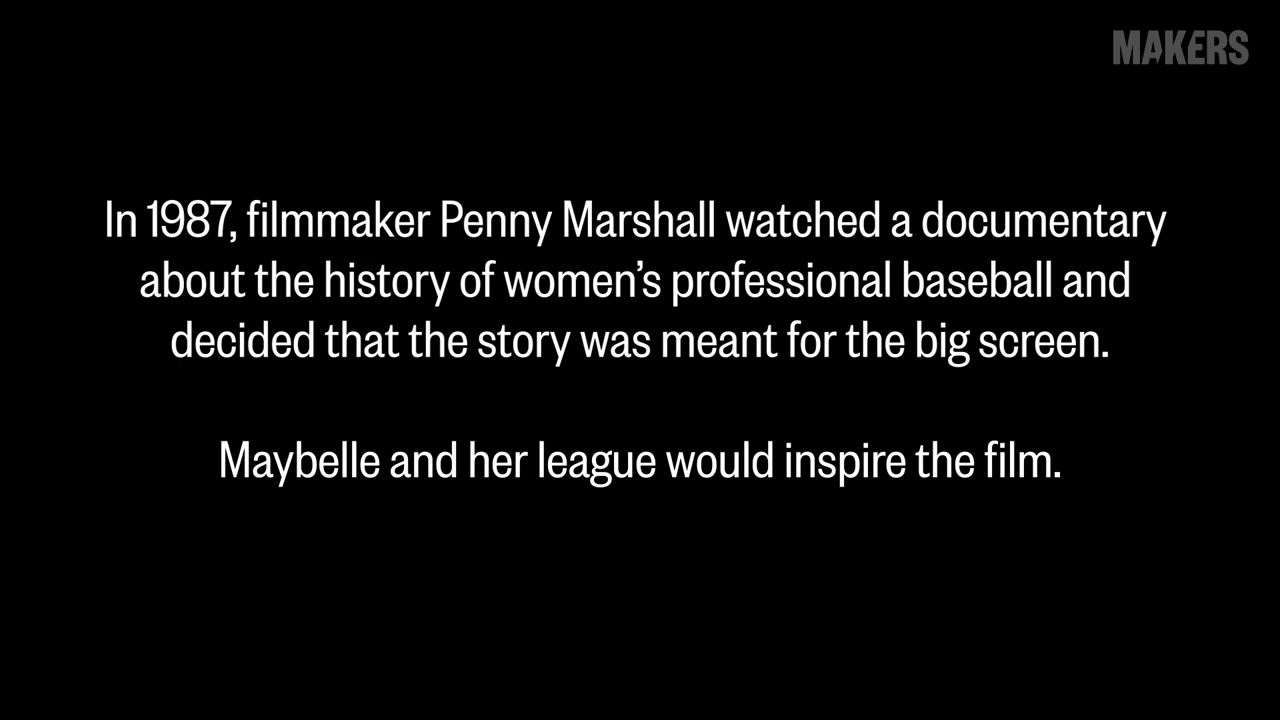 MAKERS
In 1987, filmmaker Penny Marshall watched a documentary
about the history of women’s professional baseball and
decided that the story was meant for the big screen.
Maybelle and her league would inspire the film.